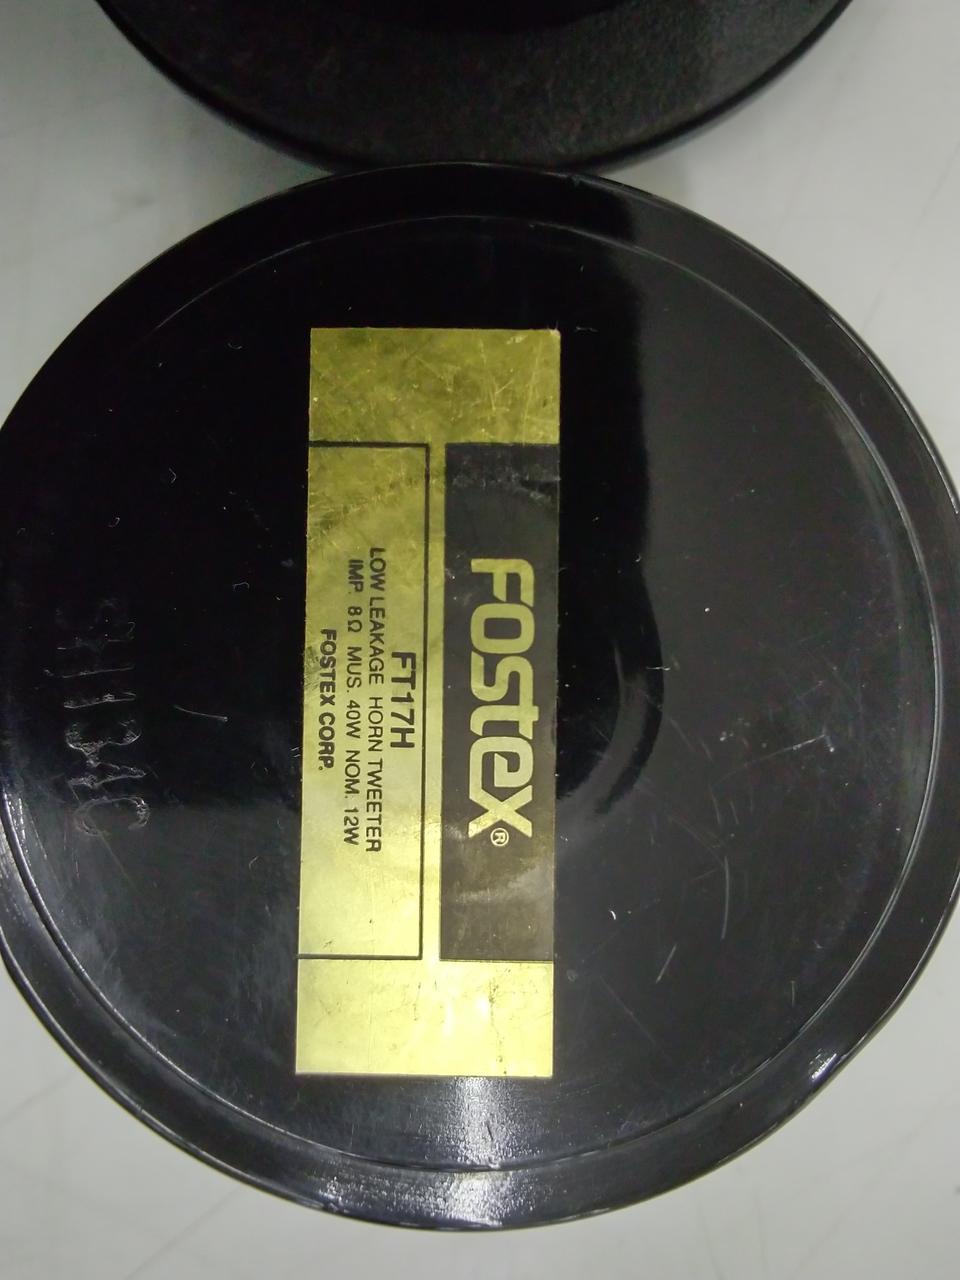 FOSTEX®
FT17H
LOW LEAKAGE HORN TWEETER
IMP. 8Ω MUS. 40W NOM. 12W
FOSTEX CORP.